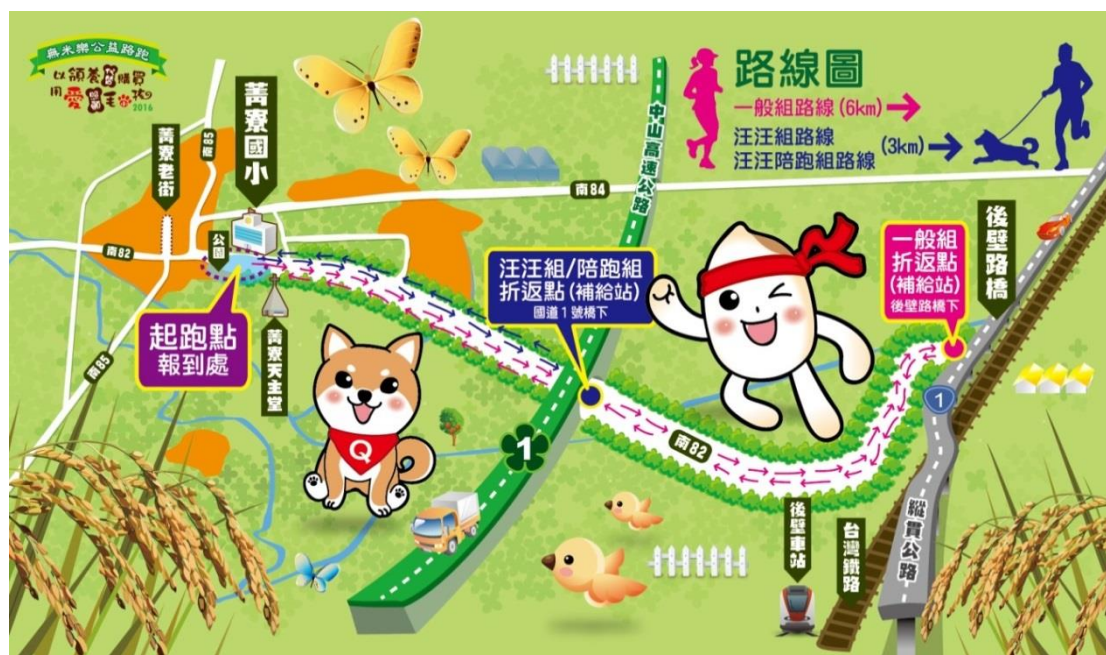 無米樂公益路跑
以領養代替購買
用愛圈毛孩
2016
路線圖
一般組路線(6km)
汪汪組路線
汪汪陪跑組路線
(3km)
菁寮老街
南85
菁寮國小
公園
南82
起跑點
報到處
菁寮天主堂
南85
南84
中山高速公路
汪汪組/陪跑組
折返點(補給站)
國道1號橋下
1
一般組
折返點
(補給站)
後壁路橋下
後壁路橋
1
南82
Q
後壁車站
台灣鐵路
縱貫公路